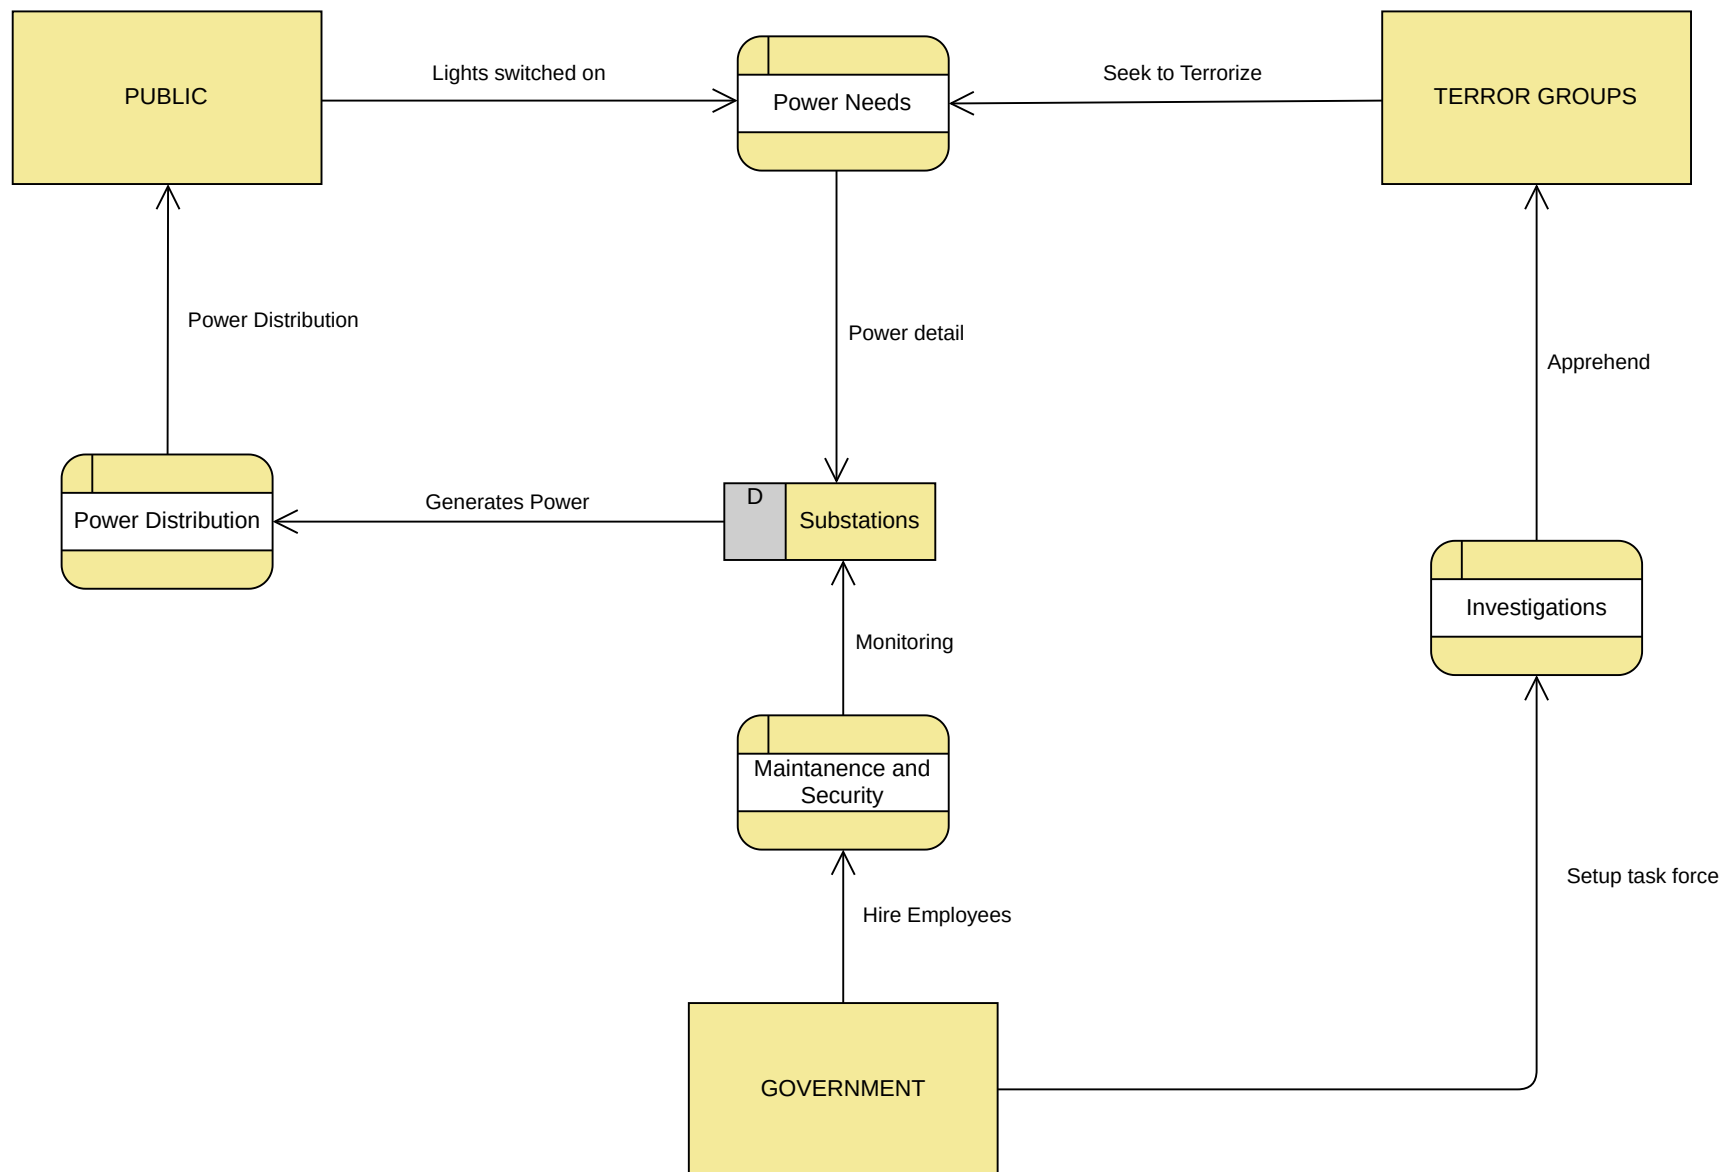 PUBLIC
Lights switched on
Power Needs
Seek to Terrorize
TERROR GROUPS
Power Distribution
Power detail
Apprehend
Power Distribution
Generates Power
D
Substations
Investigations
Monitoring
Maintanence and
Security
Setup task force
Hire Employees
GOVERNMENT